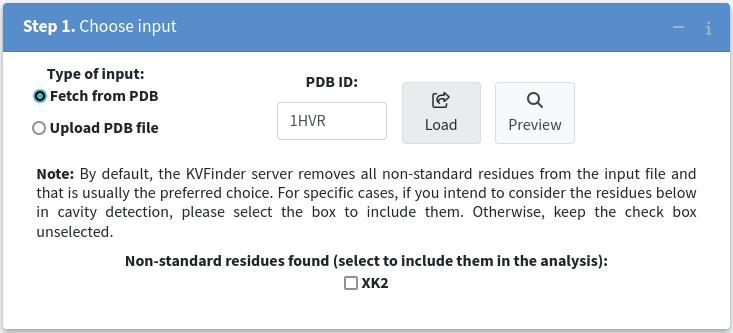 Step 1. Choose input
Type of input:
Fetch from PDB
Upload PDB file
PDB ID:
1HVR
Load
Preview
Note: By default, the KVFinder server removes all non-standard residues from the input file and
that is usually the preferred choice. For specific cases, if you intend to consider the residues below
in cavity detection, please select the box to include them. Otherwise, keep the check box
unselected.
Non-standard residues found (select to include them in the analysis):
XK2